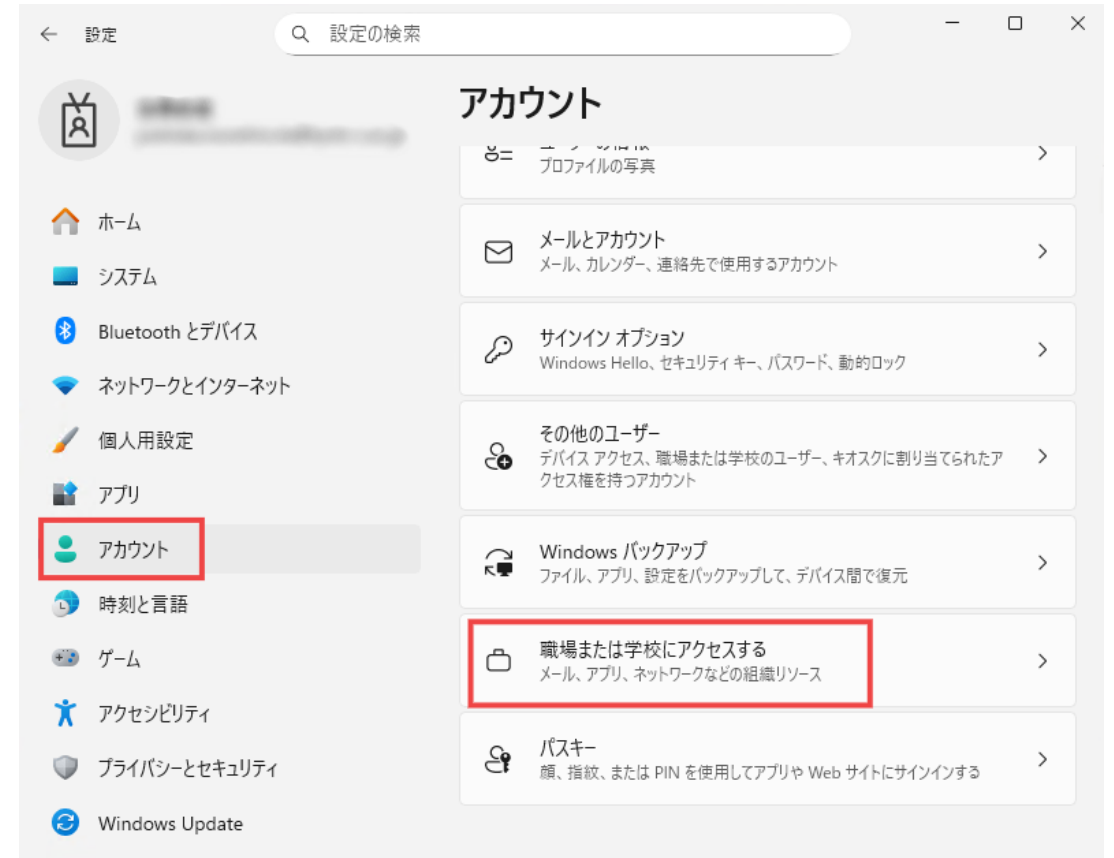 設定
設定の検索
アカウント
プロファイルの写真
ホーム
システム
Bluetooth とデバイス
ネットワークとインターネット
個人用設定
アプリ
アカウント
時刻と言語
ゲーム
アクセシビリティ
プライバシーとセキュリティ
Windows Update
メールとアカウント
メール、カレンダー、連絡先で使用するアカウント
サインイン オプション
Windows Hello、セキュリティ キー、パスワード、動的ロック
その他のユーザー
デバイス アクセス、職場または学校のユーザー、キオスクに割り当てられたア
クセス権を持つアカウント
Windows バックアップ
ファイル、アプリ、設定をバックアップして、デバイス間で復元
職場または学校にアクセスする
メール、アプリ、ネットワークなどの組織リソース
パスキー
顔、指紋、または PIN を使用してアプリや Web サイトにサインインする